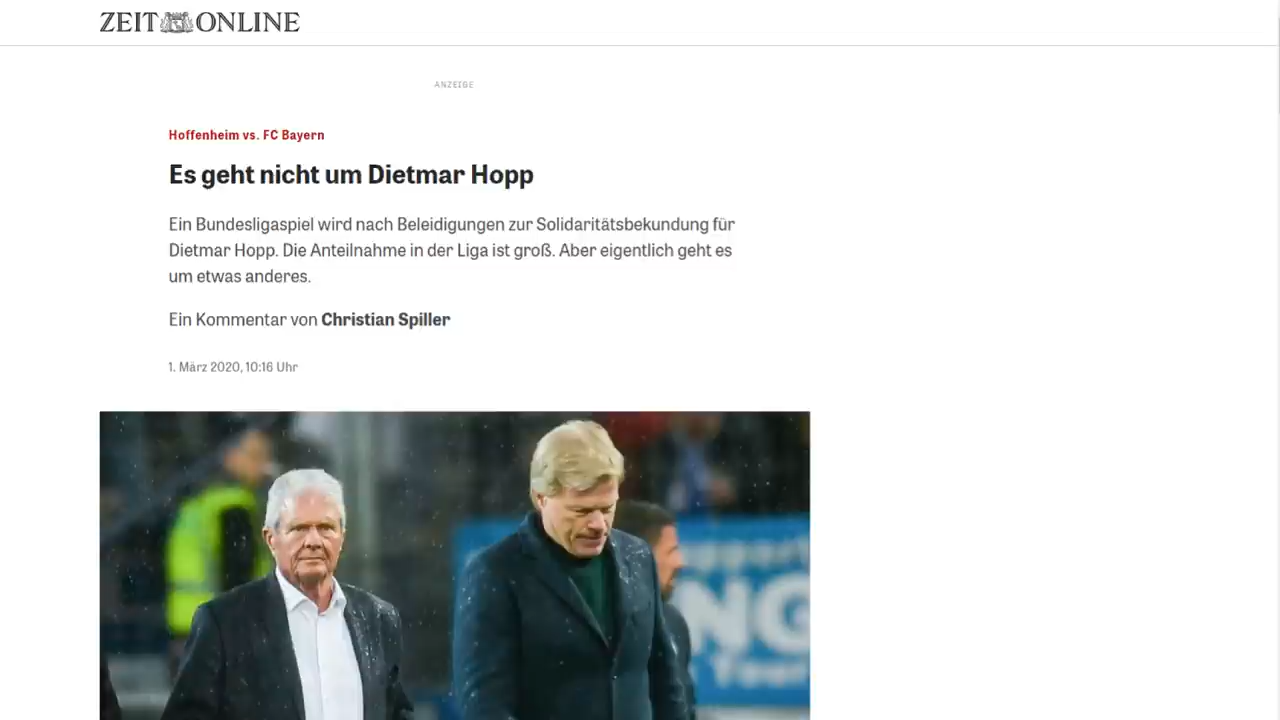 ZEIT ONLINE
ANZEIGE
Hoffenheim vs. FC Bayern
Es geht nicht um Dietmar Hopp
Ein Bundesligaspiel wird nach Beleidigungen zur Solidaritätsbekundung für
Dietmar Hopp. Die Anteilnahme in der Liga ist groß. Aber eigentlich geht es
um etwas anderes.
Ein Kommentar von Christian Spiller
1. März 2020, 10:16 Uhr
NG